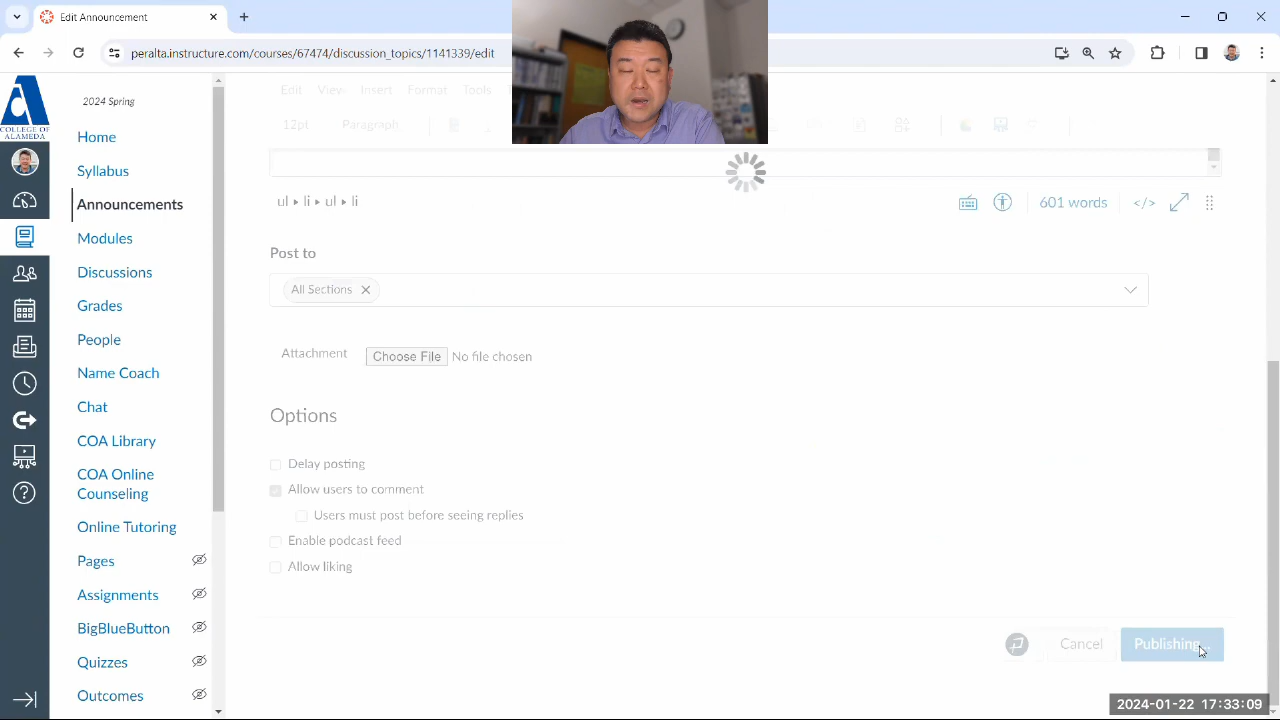 Edit Announcement
peralta.instructure.com/courses/67474/discussion_topics/1141339/edit
COLLEGE OF
ALAMEDA
2024 Spring
Home
Syllabus
Announcements
Modules
Discussions
Grades
People
Name Coach
Chat
COA Library
COA Online
Counseling
Online Tutoring
Pages
Assignments
BigBlueButton
Quizzes
Outcomes
Edit View Insert Format Tools
12pt Paragraph
ul li ul li
601 words </>
Post to
All Sections
Attachment Choose File No file chosen
Options
Delay posting
Allow users to comment
Users must post before seeing replies
Enable podcast feed
Allow liking
Cancel Publishing...
2024-01-22 17:33:09